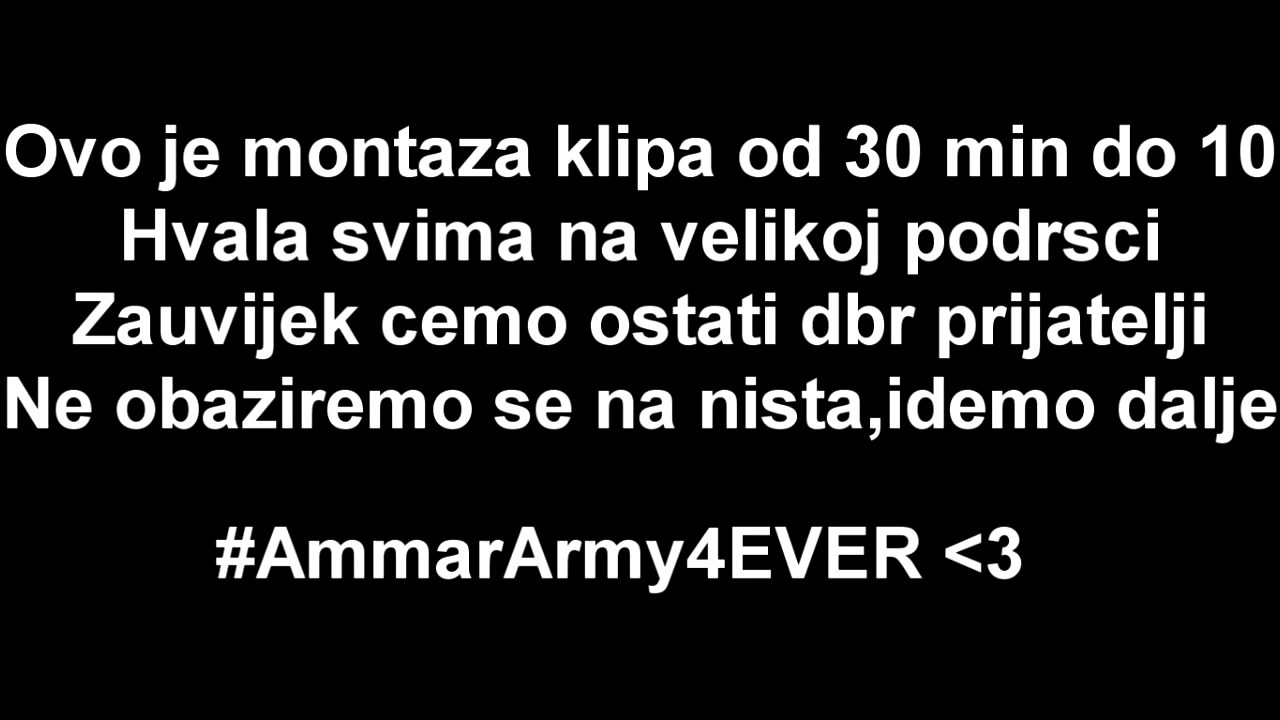 Ovo je montaza klipa od 30 min do 10
Hvala svima na velikoj podrsci
Zauvijek cemo ostati dbr prijatelji
Ne obaziremo se na nista,idemo dalje
#AmmarArmy4EVER <3